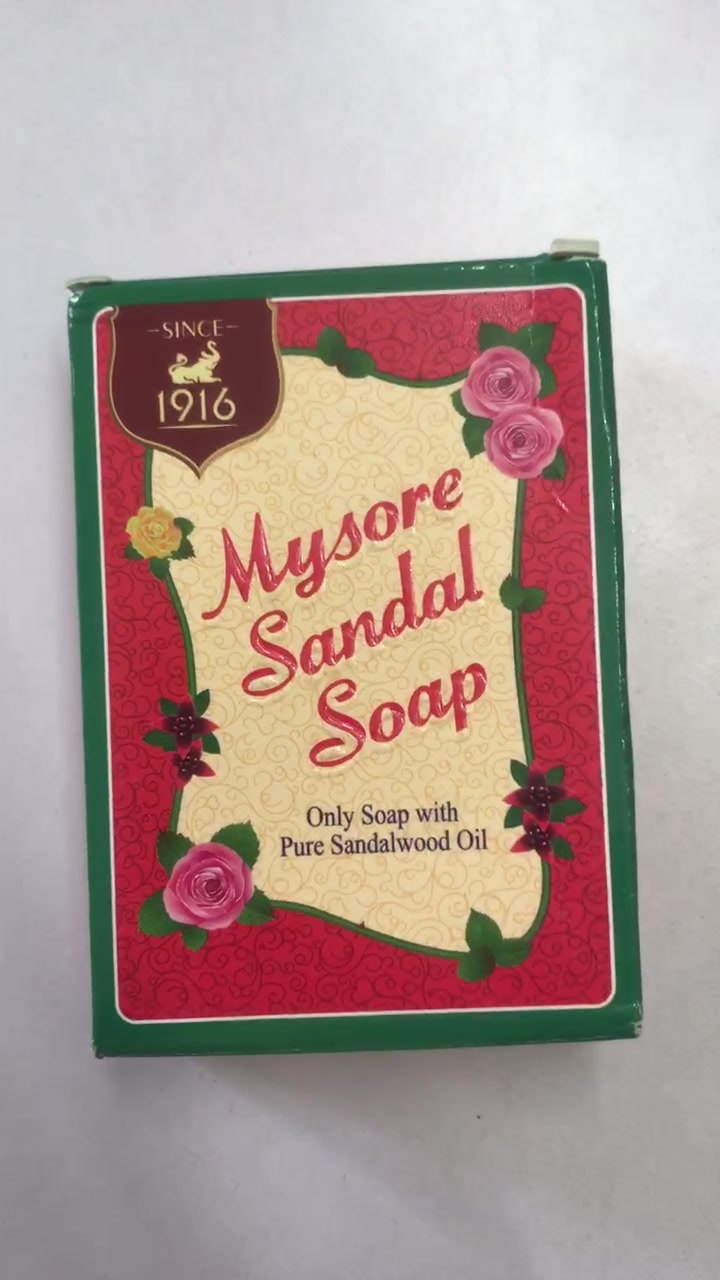 -SINCE-
1916
Mysore
Sandal
Soap
Only Soap with
Pure Sandalwood Oil